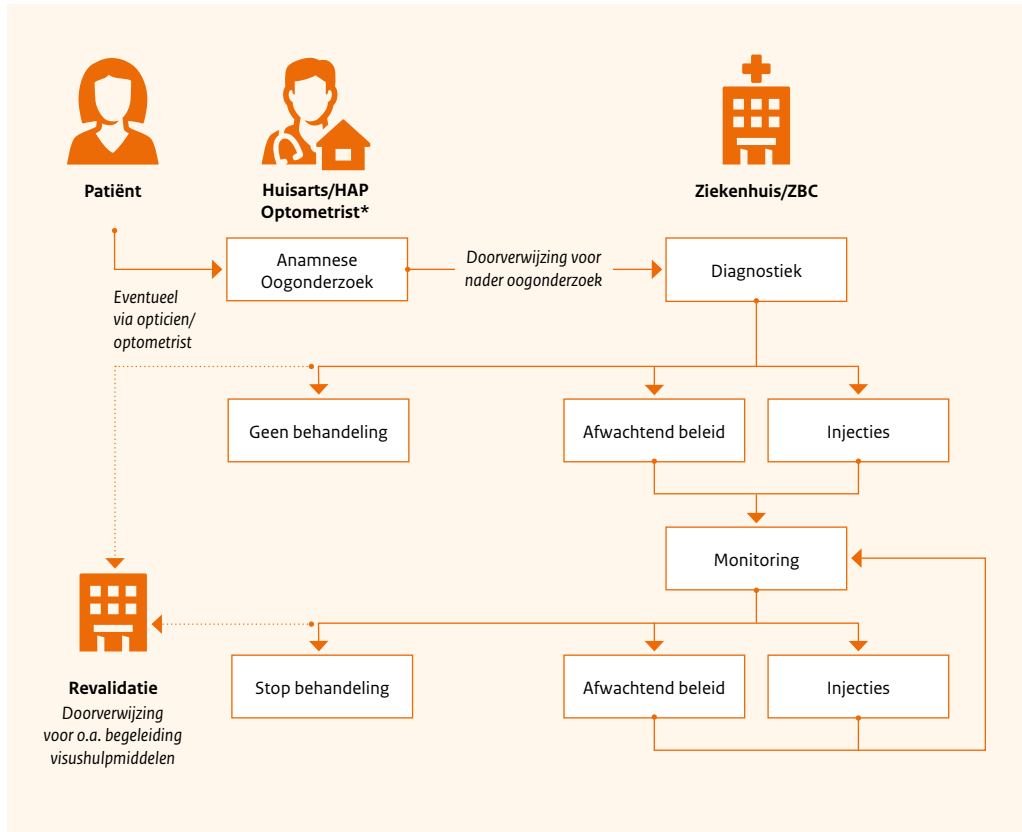 Patiënt
Huisarts/HAP
Optometrist*
Ziekenhuis/ZBC
Anamnese
Oogonderzoek
Doorverwijzing voor
nader oogonderzoek
Diagnostiek
Eventueel
via opticien/
optometrist
Geen behandeling
Afwachtend beleid
Injecties
Monitoring
Revalidatie
Doorverwijzing
voor o.a. begeleiding
visushulpmiddelen
Stop behandeling
Afwachtend beleid
Injecties